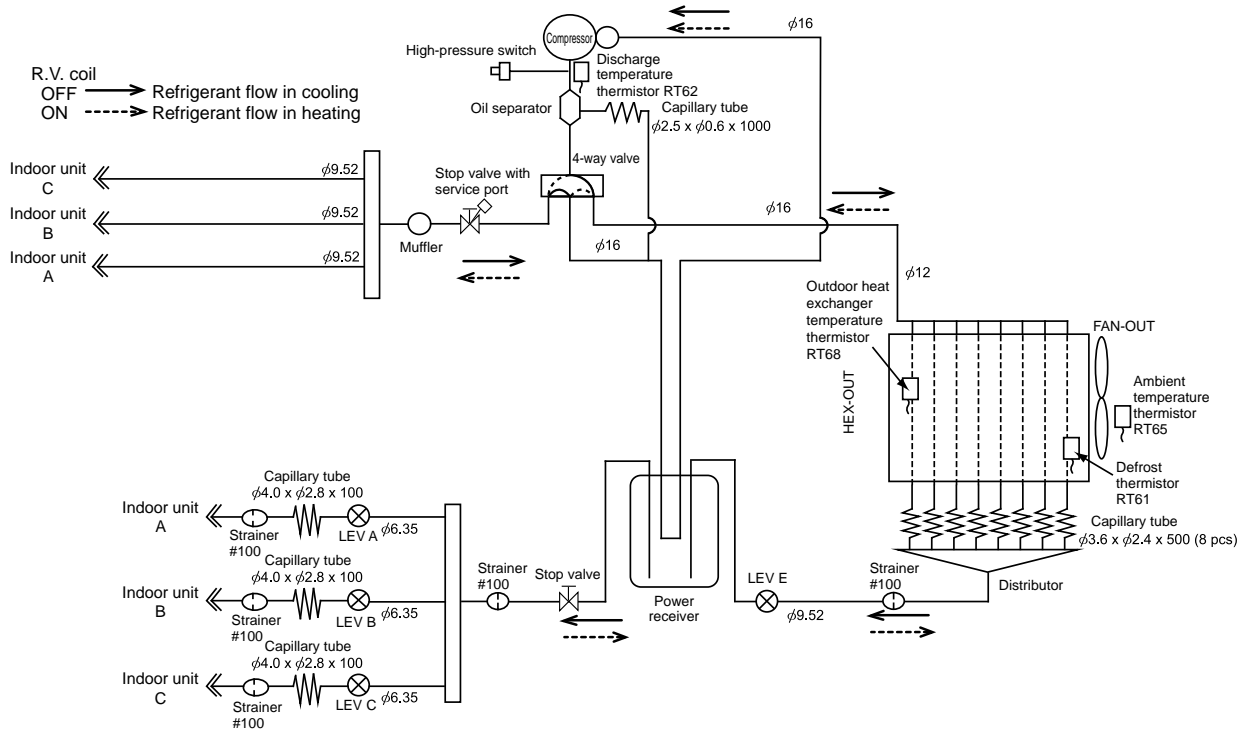 Compressor
φ16
High-pressure switch
Discharge
temperature
thermistor RT62
R.V. coil
OFF Refrigerant flow in cooling
ON Refrigerant flow in heating
Oil separator
Capillary tube
φ2.5 x φ0.6 x 1000
4-way valve
Indoor unit
C
φ9.52
Indoor unit
B
φ9.52
Indoor unit
A
φ9.52
Stop valve with
service port
Muffler
φ16
φ16
φ12
Outdoor heat
exchanger
temperature
thermistor
RT68
FAN-OUT
HEX-OUT
Ambient
temperature
thermistor
RT65
Defrost
thermistor
RT61
Capillary tube
φ3.6 x φ2.4 x 500 (8 pcs)
Distributor
Capillary tube
φ4.0 x φ2.8 x 100
Indoor unit
A
Strainer
#100
LEV A
φ6.35
Capillary tube
φ4.0 x φ2.8 x 100
Indoor unit
B
Strainer
#100
LEV B
φ6.35
Capillary tube
φ4.0 x φ2.8 x 100
Indoor unit
C
Strainer
#100
LEV C
φ6.35
Strainer
#100
Stop valve
Power
receiver
LEV E
φ9.52
Strainer
#100